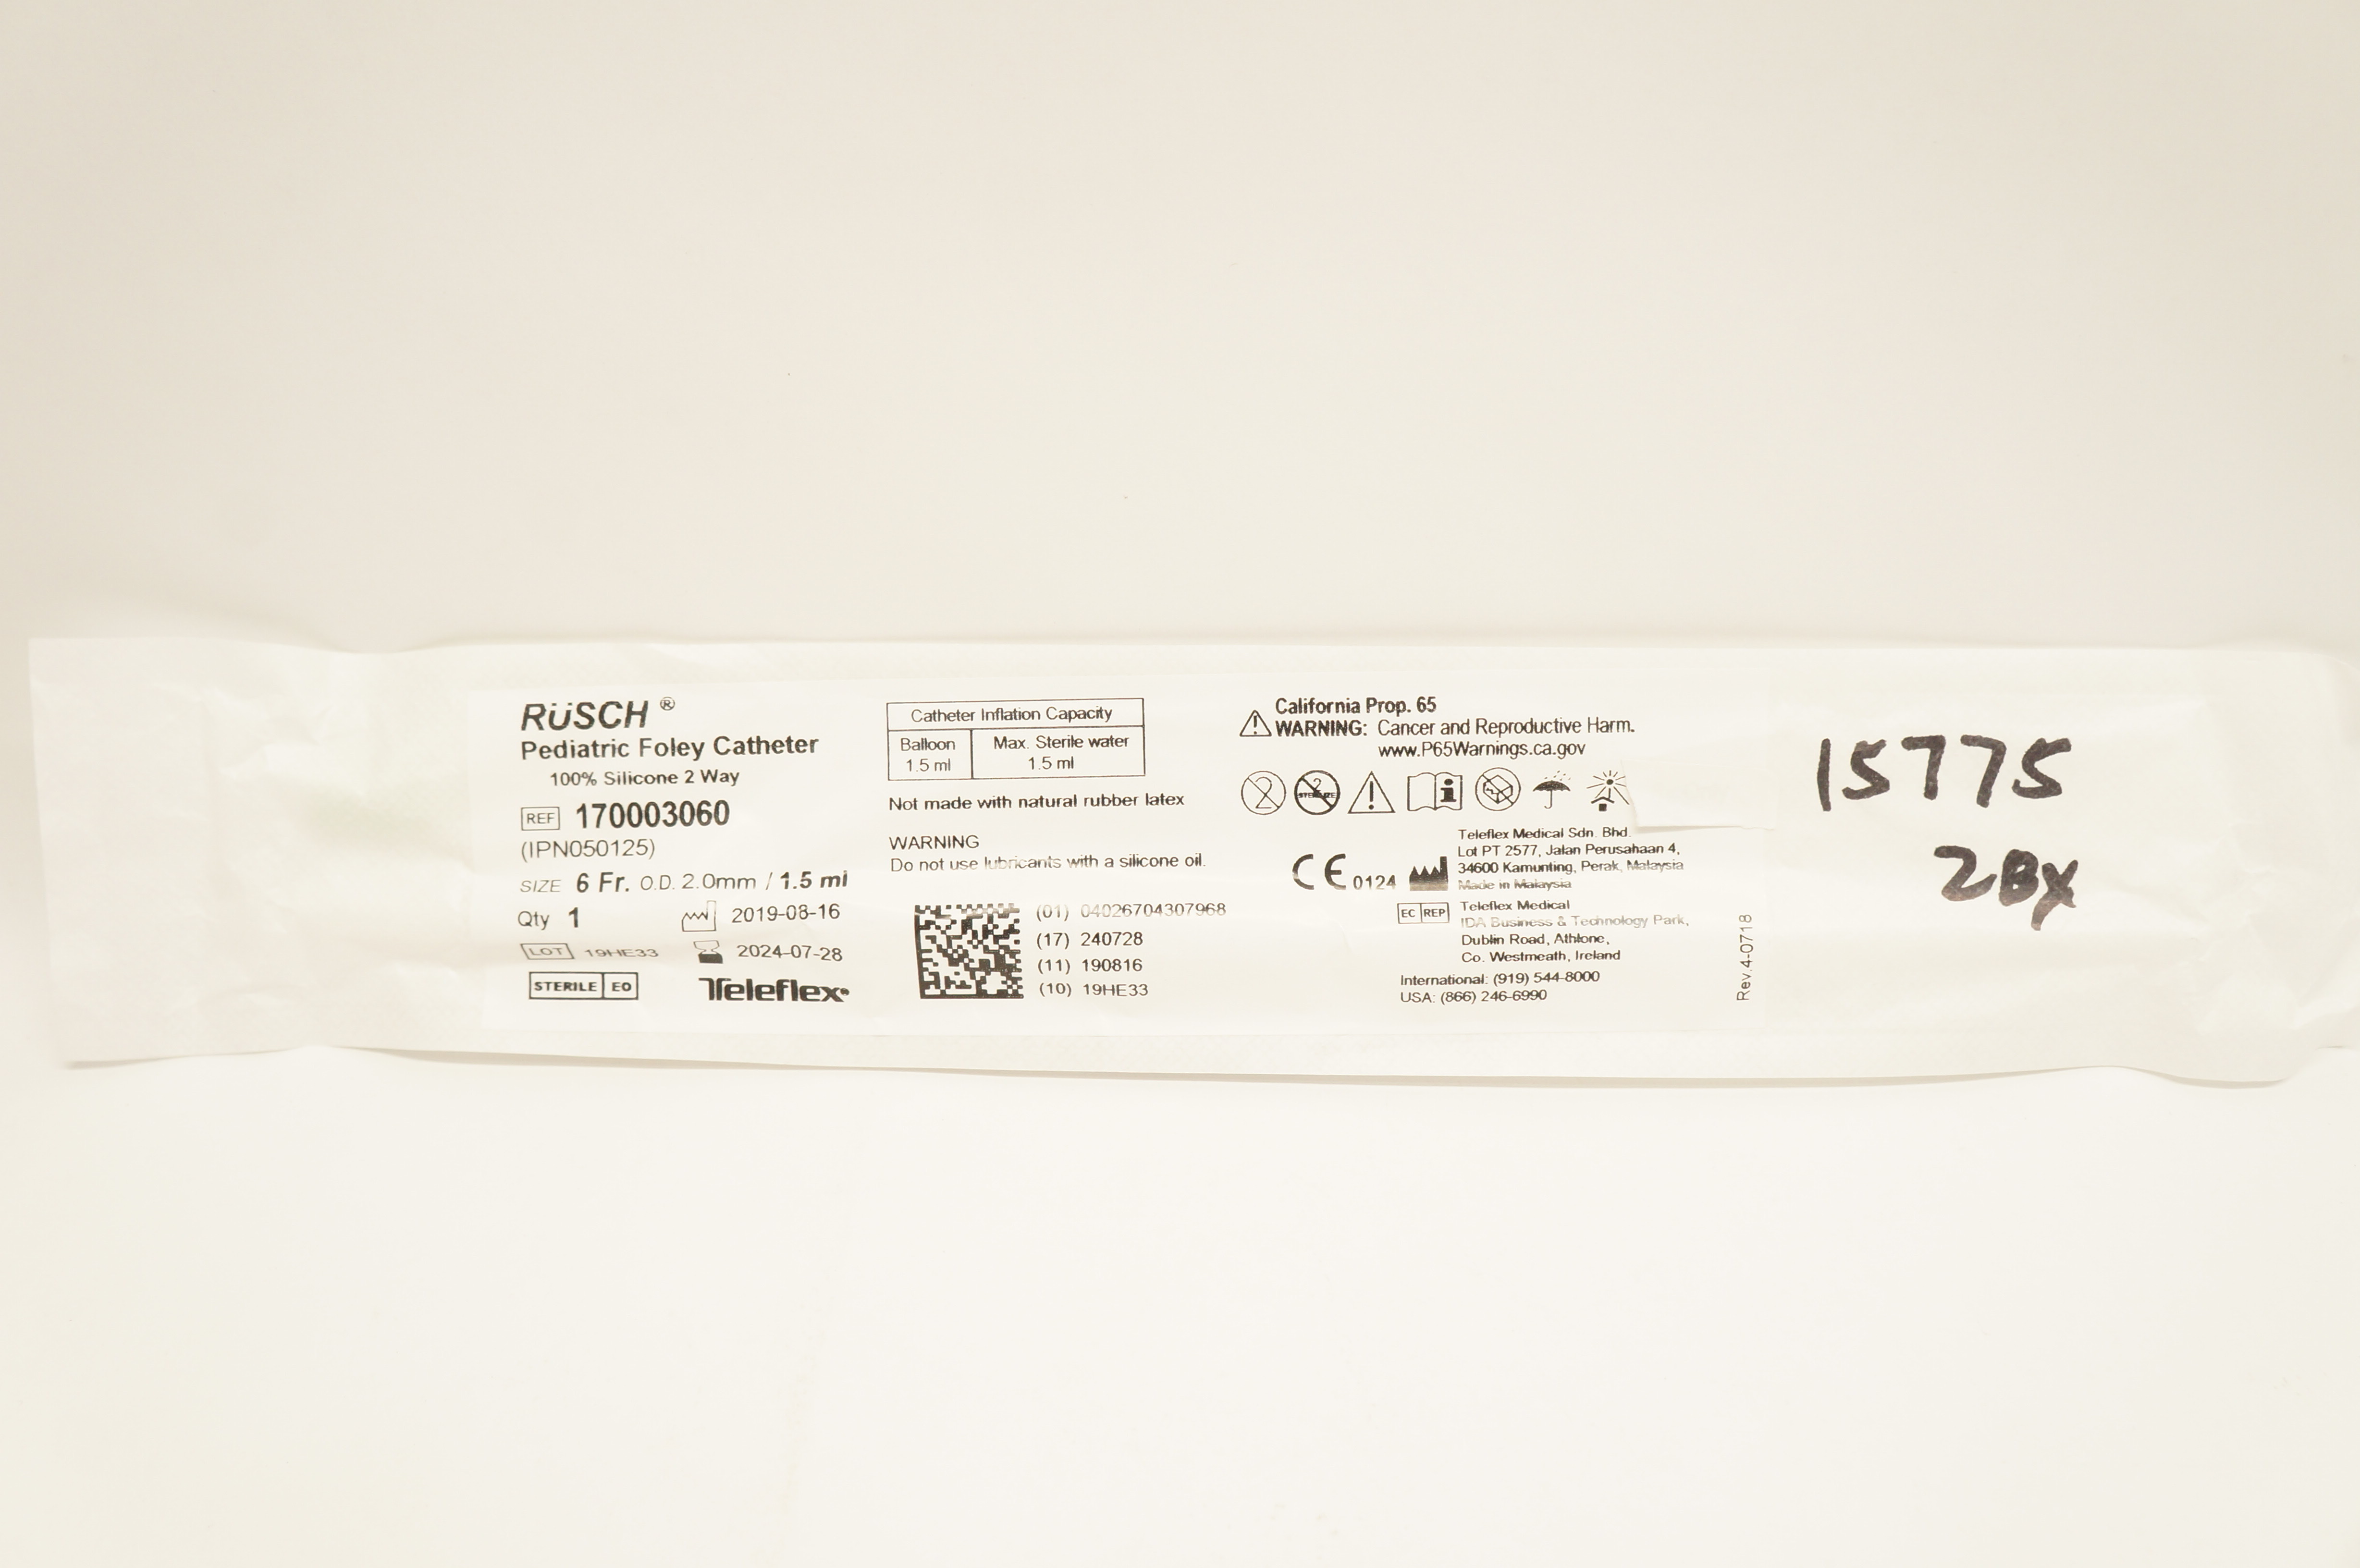 RÜSCH ®
Pediatric Foley Catheter
100% Silicone 2 Way
REF 170003060
(IPN050125)
SIZE 6 Fr. O.D. 2.0mm / 1.5 ml
Qty 1 2019-08-16
LOT 19HE33 2024-07-28
STERILE EO Teleflex®
Catheter Inflation Capacity
Balloon Max. Sterile water
1.5 ml 1.5 ml
Not made with natural rubber latex
WARNING
Do not use lubricants with a silicone oil.
(01) 04026704307968
(17) 240728
(11) 190816
(10) 19HE33
California Prop. 65
WARNING: Cancer and Reproductive Harm.
www.P65Warnings.ca.gov
2 2 STERILIZE
Teleflex Medical Sdn. Bhd.
Lot PT 2577, Jalan Perusahaan 4,
34600 Kamunting, Perak, Malaysia
Made in Malaysia
CE 0124
EC REP Teleflex Medical
IDA Business & Technology Park,
Dublin Road, Athlone,
Co. Westmeath, Ireland
International: (919) 544-8000
USA: (866) 246-6990
Rev.4-0718
15775
2Bx